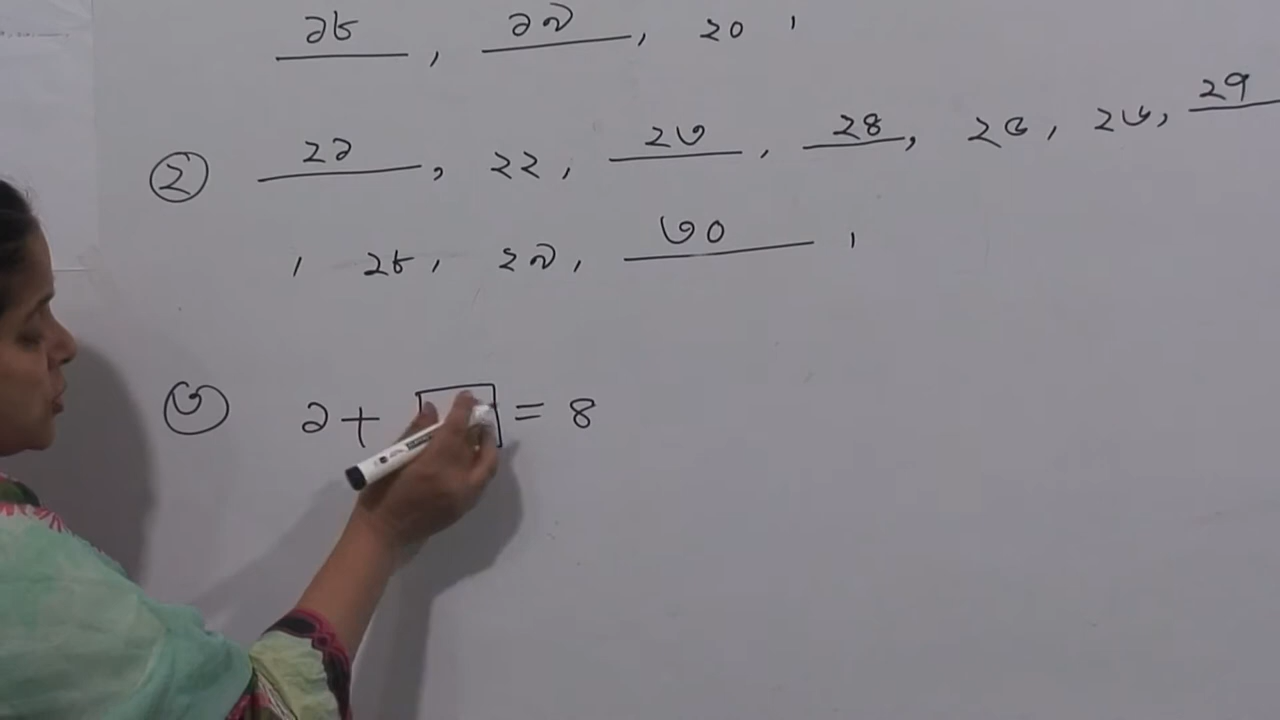 ১৮, ১৯, ২০,
২ ২১, ২২, ২৩, ২৪, ২৫, ২৬, ২৭
, ২৮, ২৯, ৩০,
৩ ১ + = ৪